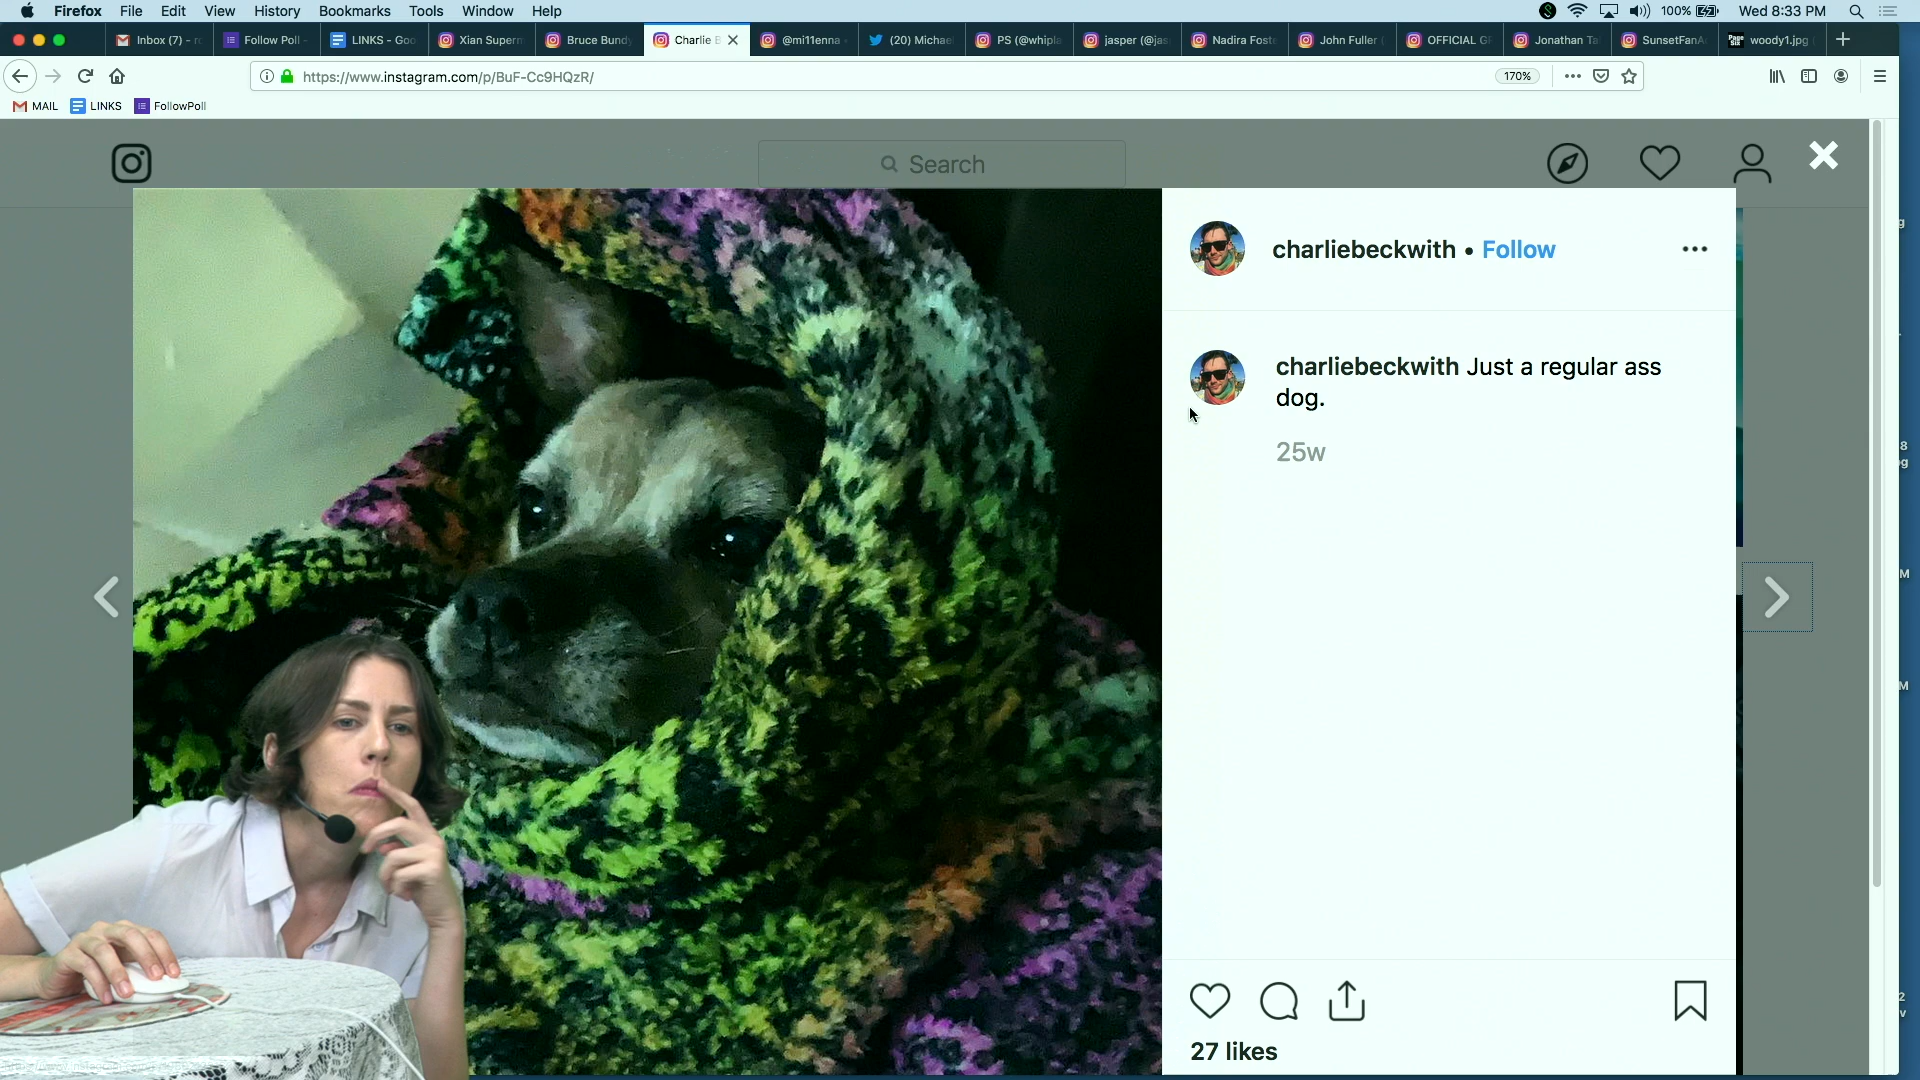 Firefox File Edit View History Bookmarks Tools Window Help
100% Wed 8:33 PM
Inbox (7) - Follow Poll - LINKS - Goo Xian Superm Bruce Bundy Charlie B @mi11enna (20) Michae PS (@whipla jasper (@jas Nadira Foste John Fuller ( OFFICIAL GR Jonathan Ta SunsetFanA woody1.jpg
https://www.instagram.com/p/BuF-Cc9HQzR/ 170%
MAIL LINKS FollowPoll
Search
charliebeckwith • Follow
charliebeckwith Just a regular ass
dog.
25w
27 likes